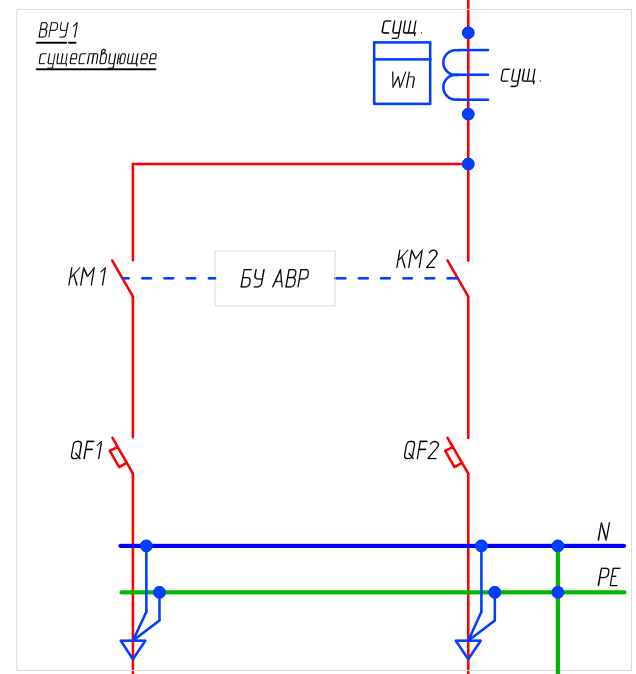 ВРУ1
существующее
сущ.
Wh
сущ.
КМ1
БУ АВР
КМ2
QF1
QF2
N
PE